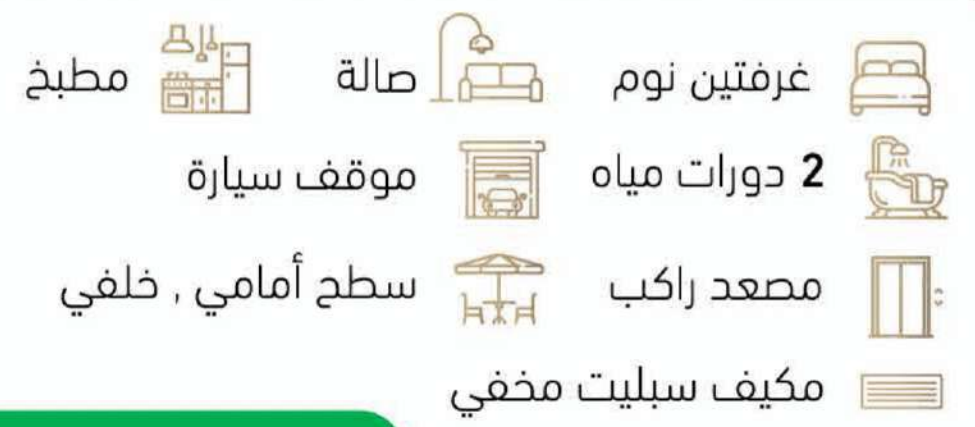 غرفتين نوم صالة مطبخ
2 دورات مياه موقف سيارة
مصعد راكب سطح أمامي , خلفي
مكيف سبليت مخفي